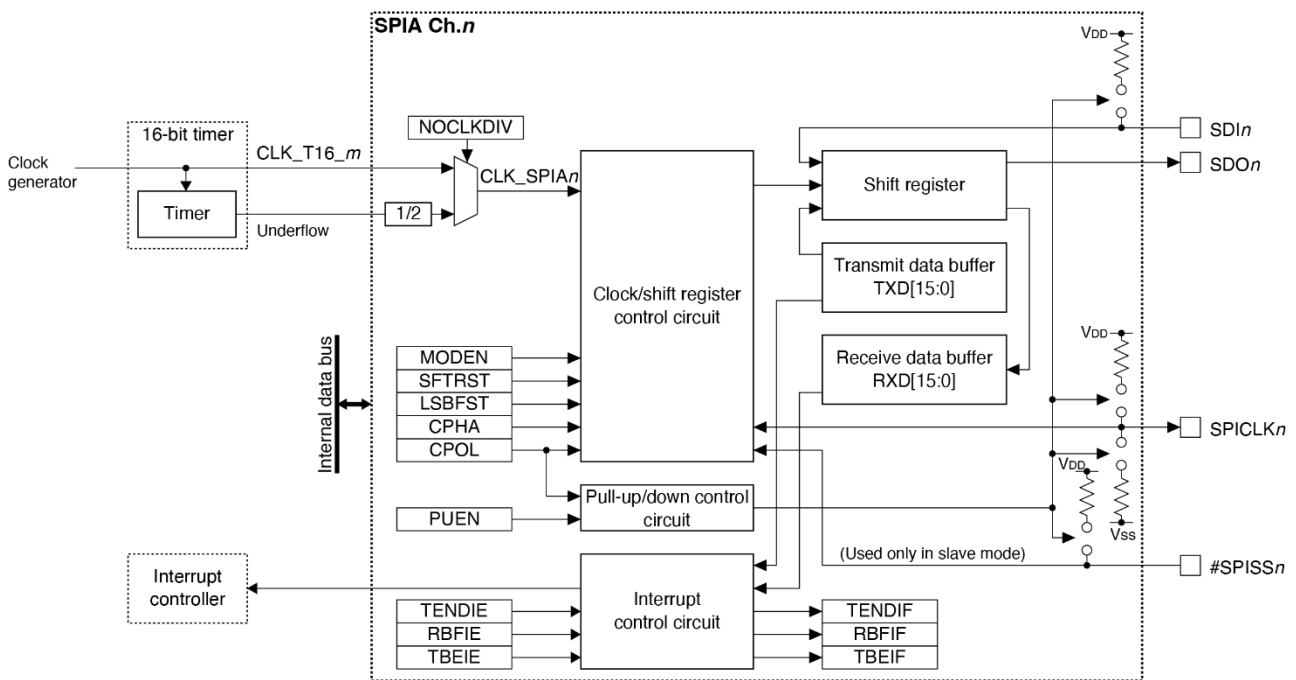 SPIA Ch.n
VDD
16-bit timer
NOCLKDIV
SDIn
Clock
generator
CLK_T16_m
CLK_SPIAn
Shift register
SDOn
Timer
1/2
Underflow
Transmit data buffer
TXD[15:0]
Clock/shift register
control circuit
VDD
Internal data bus
MODEN
SFTRST
LSBFST
CPHA
CPOL
Receive data buffer
RXD[15:0]
SPICLKn
VDD
Pull-up/down control
circuit
PUEN
VSS
(Used only in slave mode)
#SPISSn
Interrupt
controller
Interrupt
control circuit
TENDIE
RBFIE
TBEIE
TENDIF
RBFIF
TBEIF